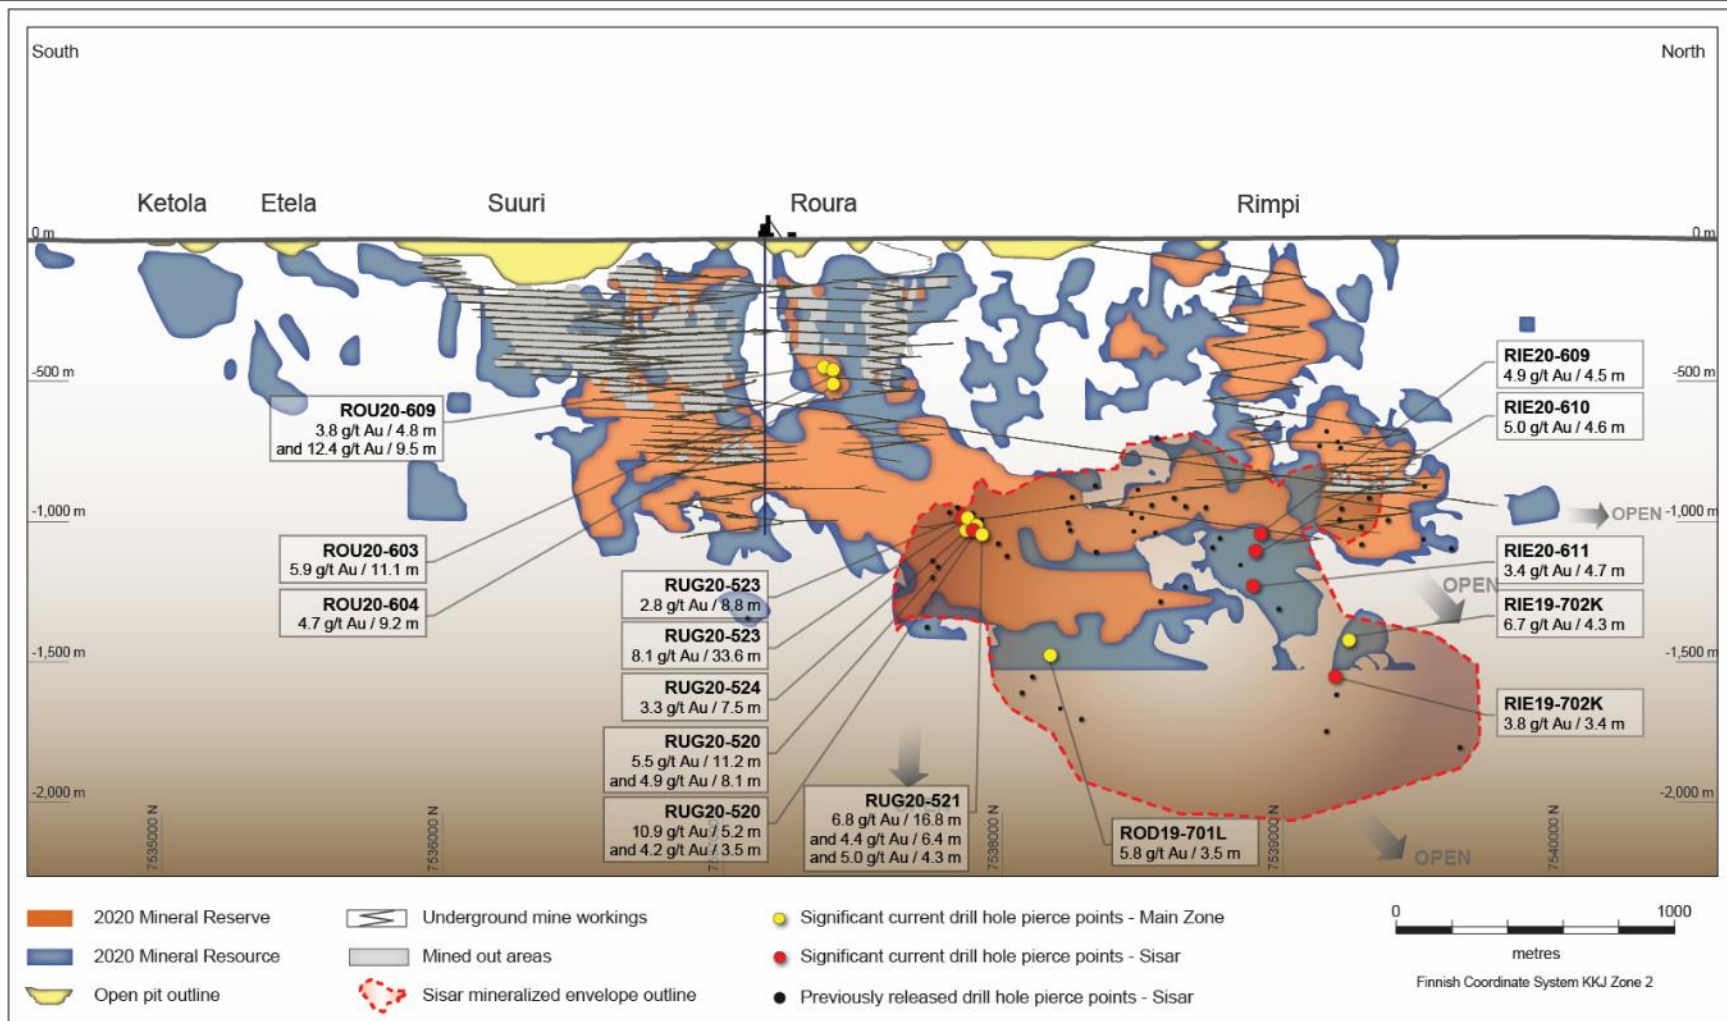 South
North
Ketola
Etela
Suuri
Roura
Rimpi
0 m
0 m
-500 m
-500 m
-1,000 m
-1,000 m
-1,500 m
-1,500 m
-2,000 m
-2,000 m
ROU20-609
3.8 g/t Au / 4.8 m
and 12.4 g/t Au / 9.5 m
ROU20-603
5.9 g/t Au / 11.1 m
ROU20-604
4.7 g/t Au / 9.2 m
RUG20-523
2.8 g/t Au / 8.8 m
RUG20-523
8.1 g/t Au / 33.6 m
RUG20-524
3.3 g/t Au / 7.5 m
RUG20-520
5.5 g/t Au / 11.2 m
and 4.9 g/t Au / 8.1 m
RUG20-520
10.9 g/t Au / 5.2 m
and 4.2 g/t Au / 3.5 m
RUG20-521
6.8 g/t Au / 16.8 m
and 4.4 g/t Au / 6.4 m
and 5.0 g/t Au / 4.3 m
ROD19-701L
5.8 g/t Au / 3.5 m
RIE20-609
4.9 g/t Au / 4.5 m
RIE20-610
5.0 g/t Au / 4.6 m
OPEN
RIE20-611
3.4 g/t Au / 4.7 m
OPEN
RIE19-702K
6.7 g/t Au / 4.3 m
RIE19-702K
3.8 g/t Au / 3.4 m
OPEN
7535000 N
7536000 N
7538000 N
7539000 N
7540000 N
2020 Mineral Reserve
2020 Mineral Resource
Open pit outline
Underground mine workings
Mined out areas
Sisar mineralized envelope outline
Significant current drill hole pierce points - Main Zone
Significant current drill hole pierce points - Sisar
Previously released drill hole pierce points - Sisar
0 1000
metres
Finnish Coordinate System KKJ Zone 2